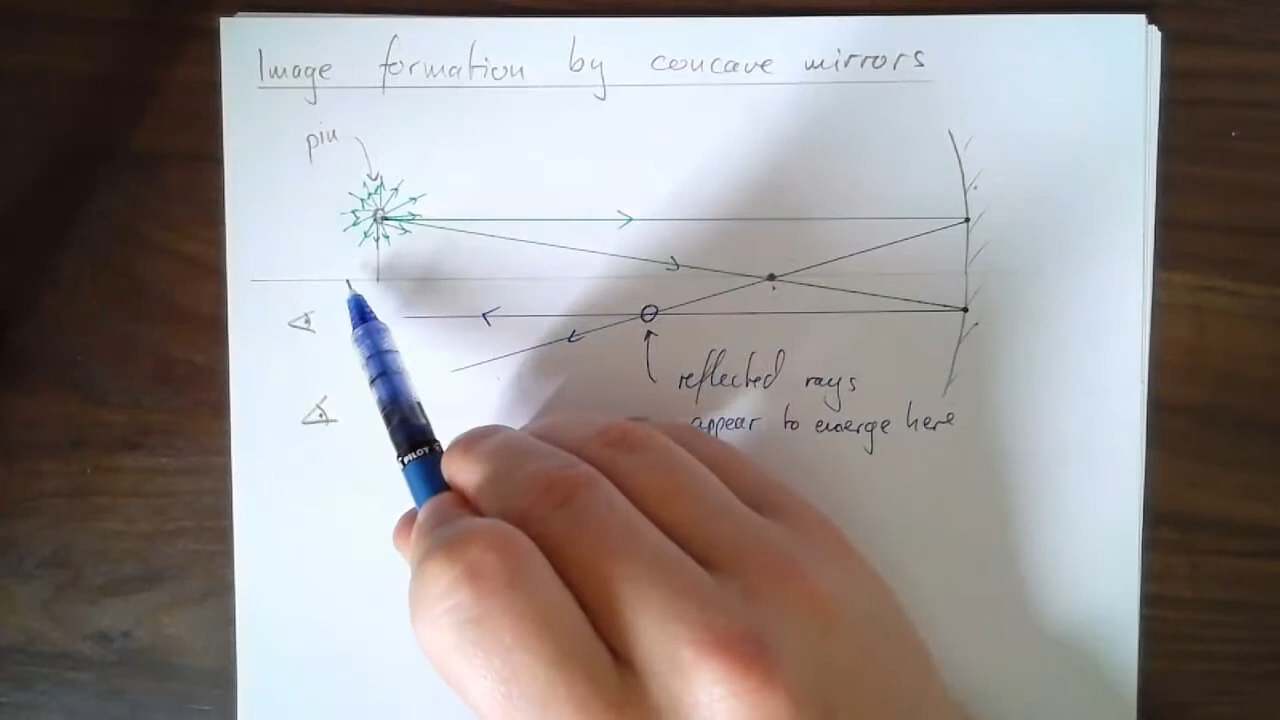 Image formation by concave mirrors
pin
reflected rays
appear to emerge here
PILOT